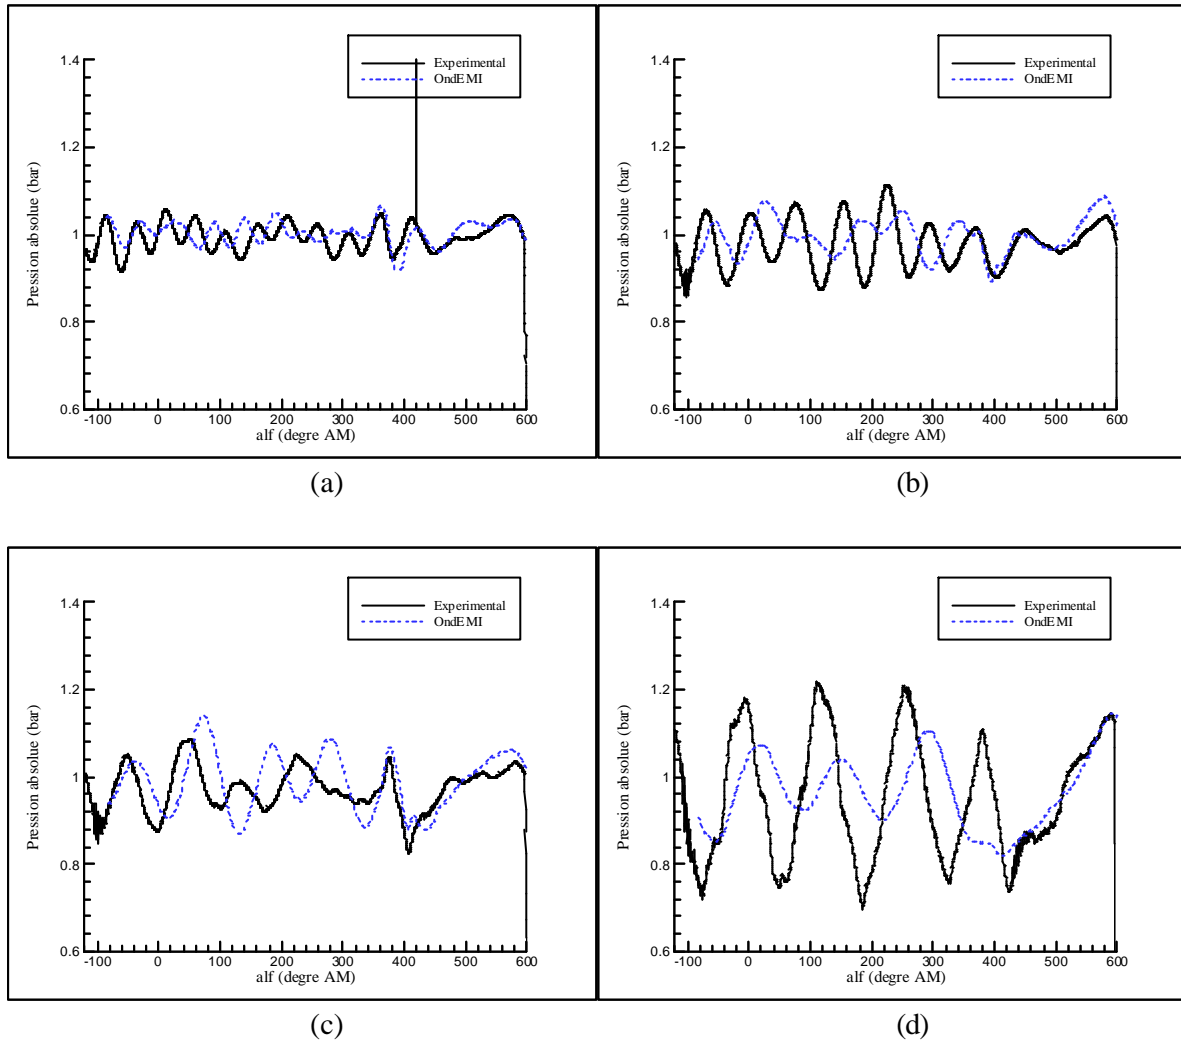 1.4
1.2
1
0.8
0.6
-100 0 100 200 300 400 500 600
Pression absolue (bar)
alf (degre AM)
Experimental
OndEMI
(a)
1.4
1.2
1
0.8
0.6
-100 0 100 200 300 400 500 600
Pression absolue (bar)
alf (degre AM)
Experimental
OndEMI
(b)
1.4
1.2
1
0.8
0.6
-100 0 100 200 300 400 500 600
Pression absolue (bar)
alf (degre AM)
Experimental
OndEMI
(c)
1.4
1.2
1
0.8
0.6
-100 0 100 200 300 400 500 600
Pression absolue (bar)
alf (degre AM)
Experimental
OndEMI
(d)